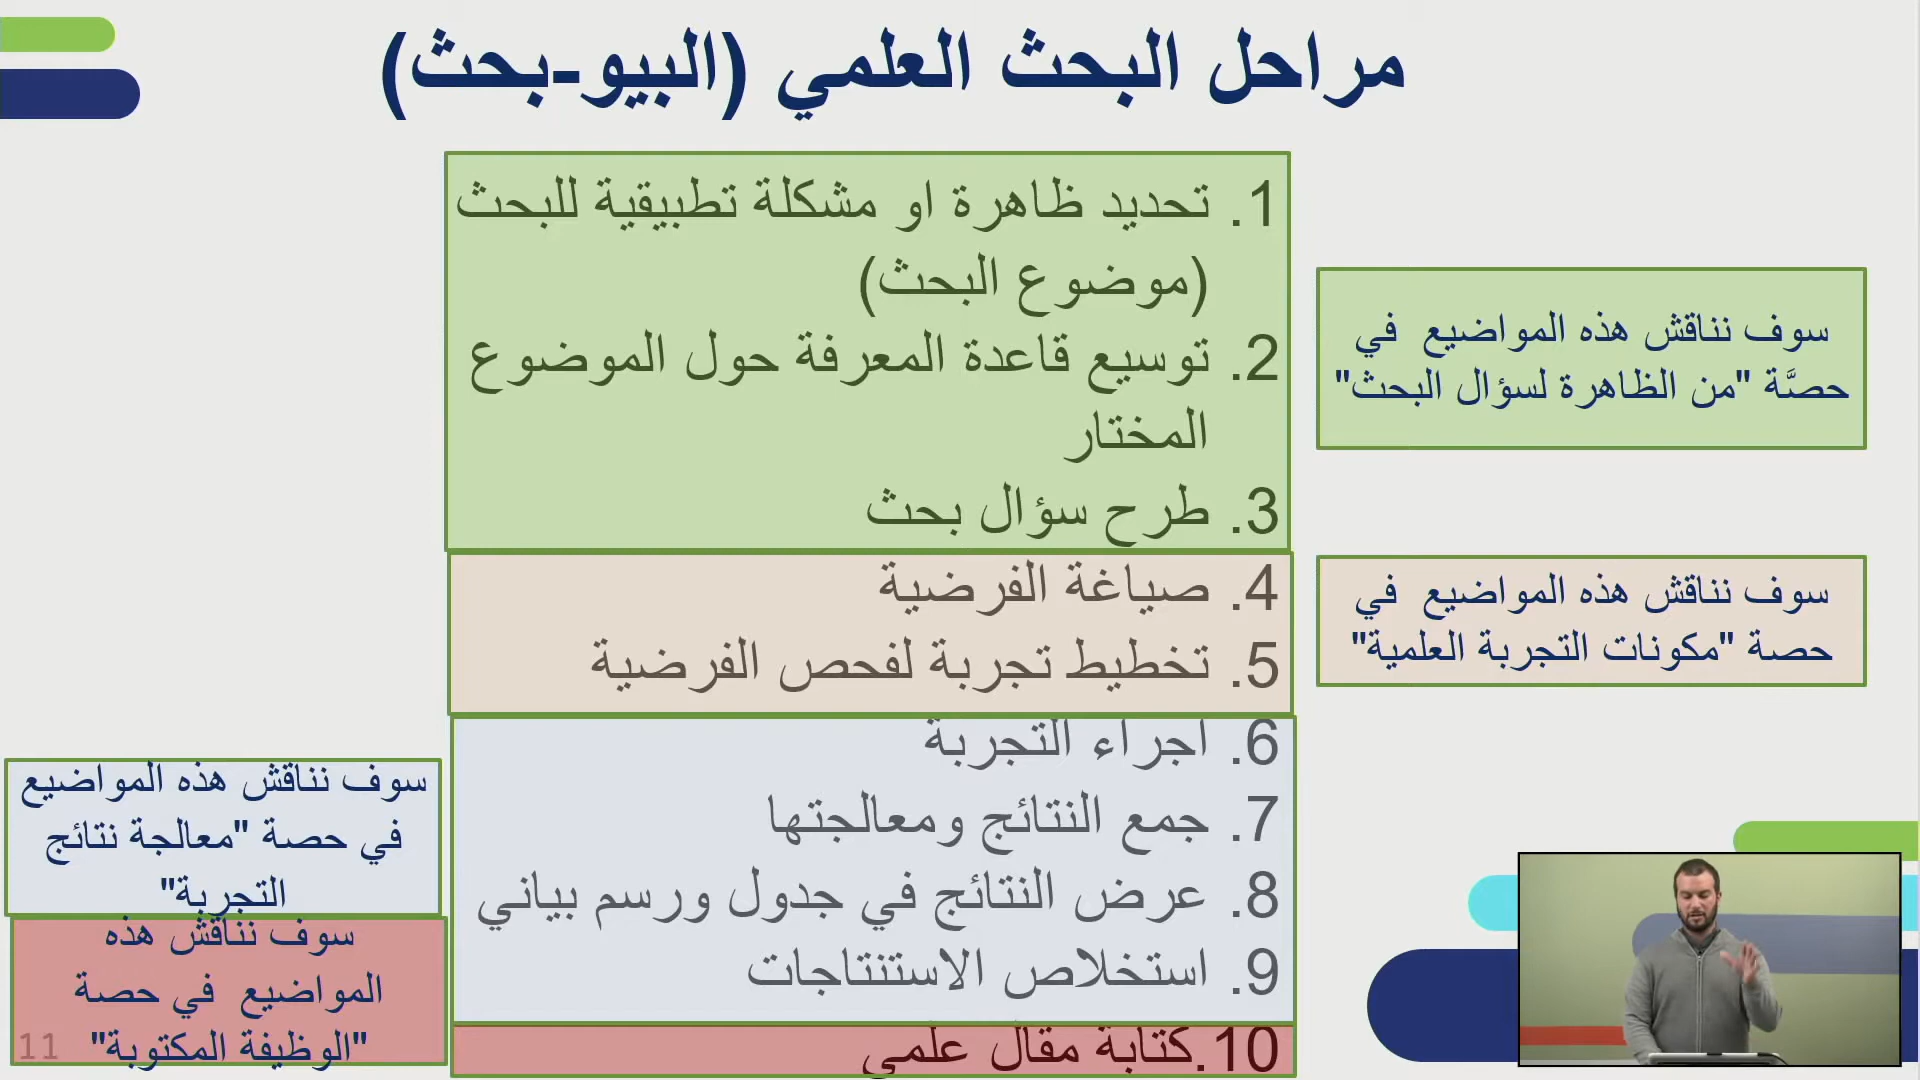 مراحل البحث العلمي (البيو-بحث)
1. تحديد ظاهرة او مشكلة تطبيقية للبحث
(موضوع البحث)
2. توسيع قاعدة المعرفة حول الموضوع
المختار
3. طرح سؤال بحث
4. صياغة الفرضية
5. تخطيط تجربة لفحص الفرضية
6. اجراء التجربة
7. جمع النتائج ومعالجتها
8. عرض النتائج في جدول ورسم بياني
9. استخلاص الاستنتاجات
10. كتابة مقال علمي
سوف نناقش هذه المواضيع في
حصَّة "من الظاهرة لسؤال البحث"
سوف نناقش هذه المواضيع في
حصة "مكونات التجربة العلمية"
سوف نناقش هذه المواضيع
في حصة "معالجة نتائج
التجربة"
سوف نناقش هذه
المواضيع في حصة
"الوظيفة المكتوبة"
11